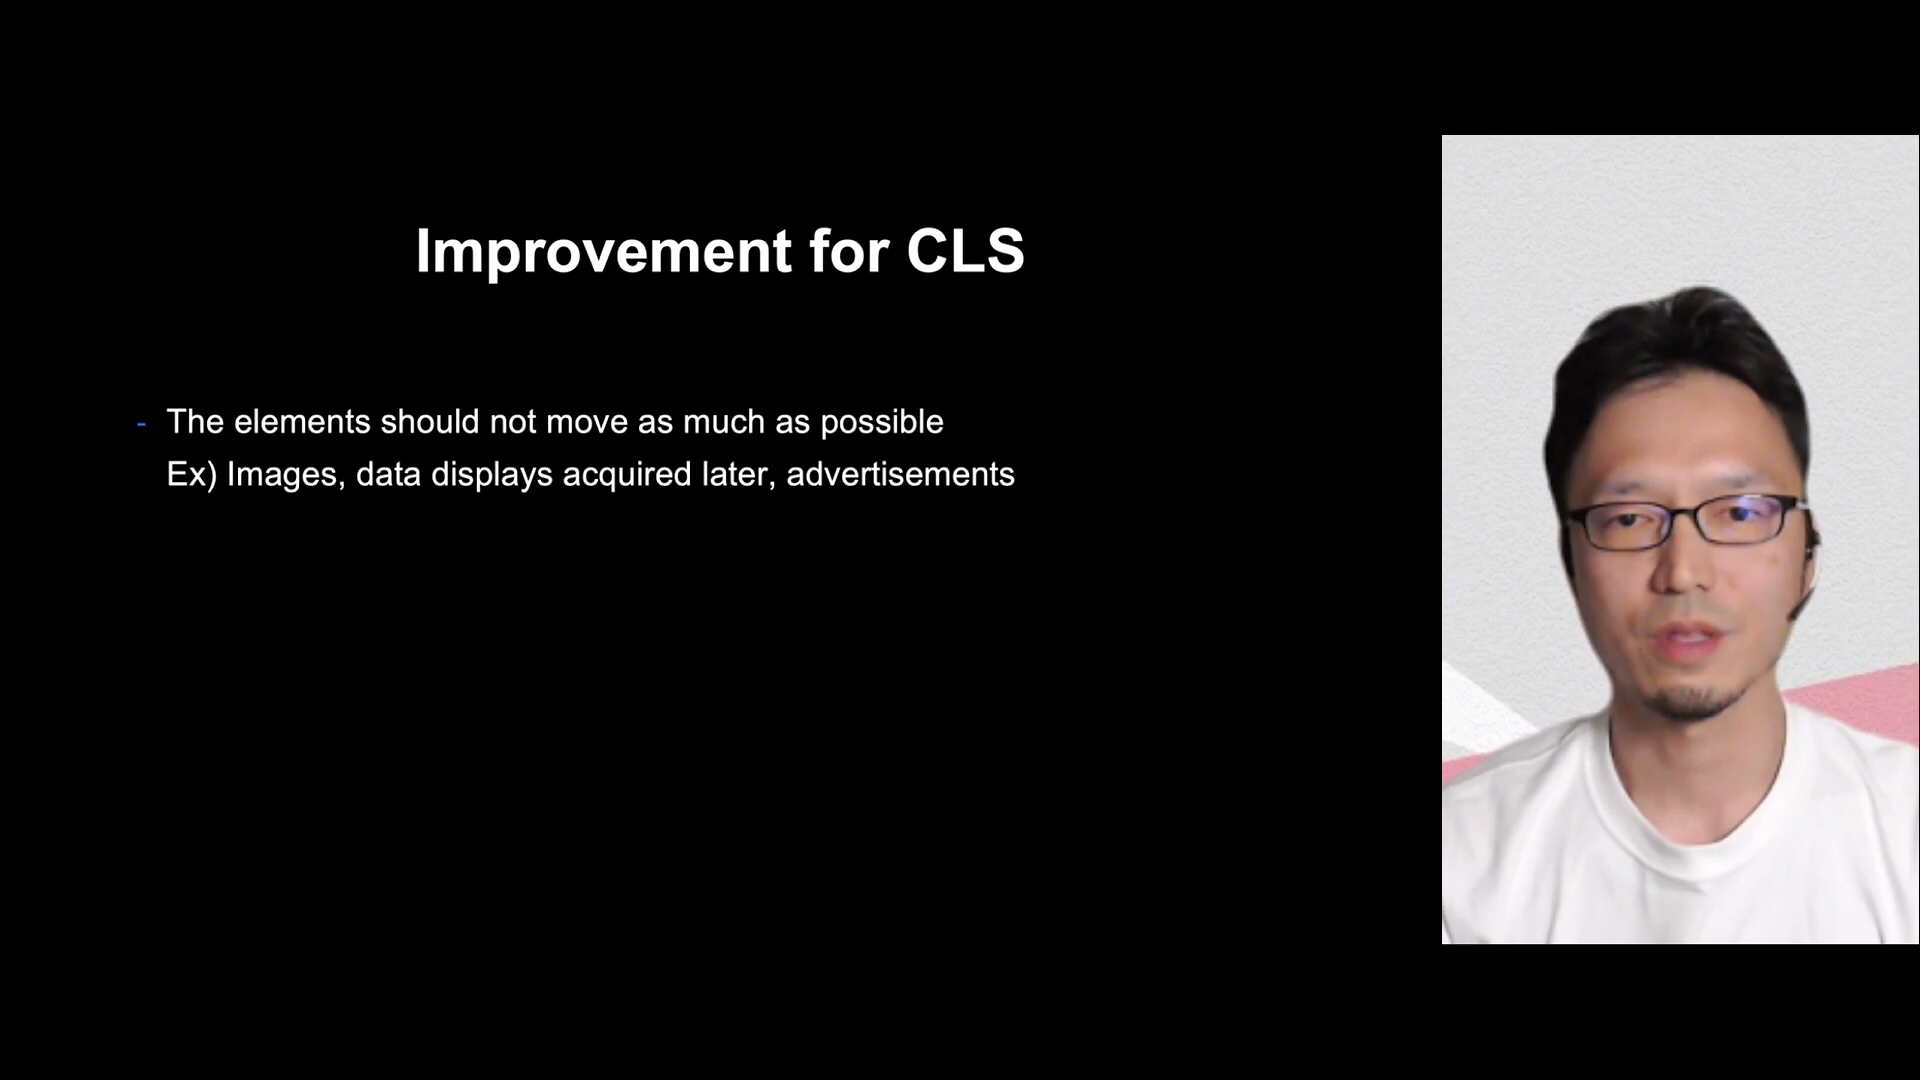 Improvement for CLS
- The elements should not move as much as possible
Ex) Images, data displays acquired later, advertisements